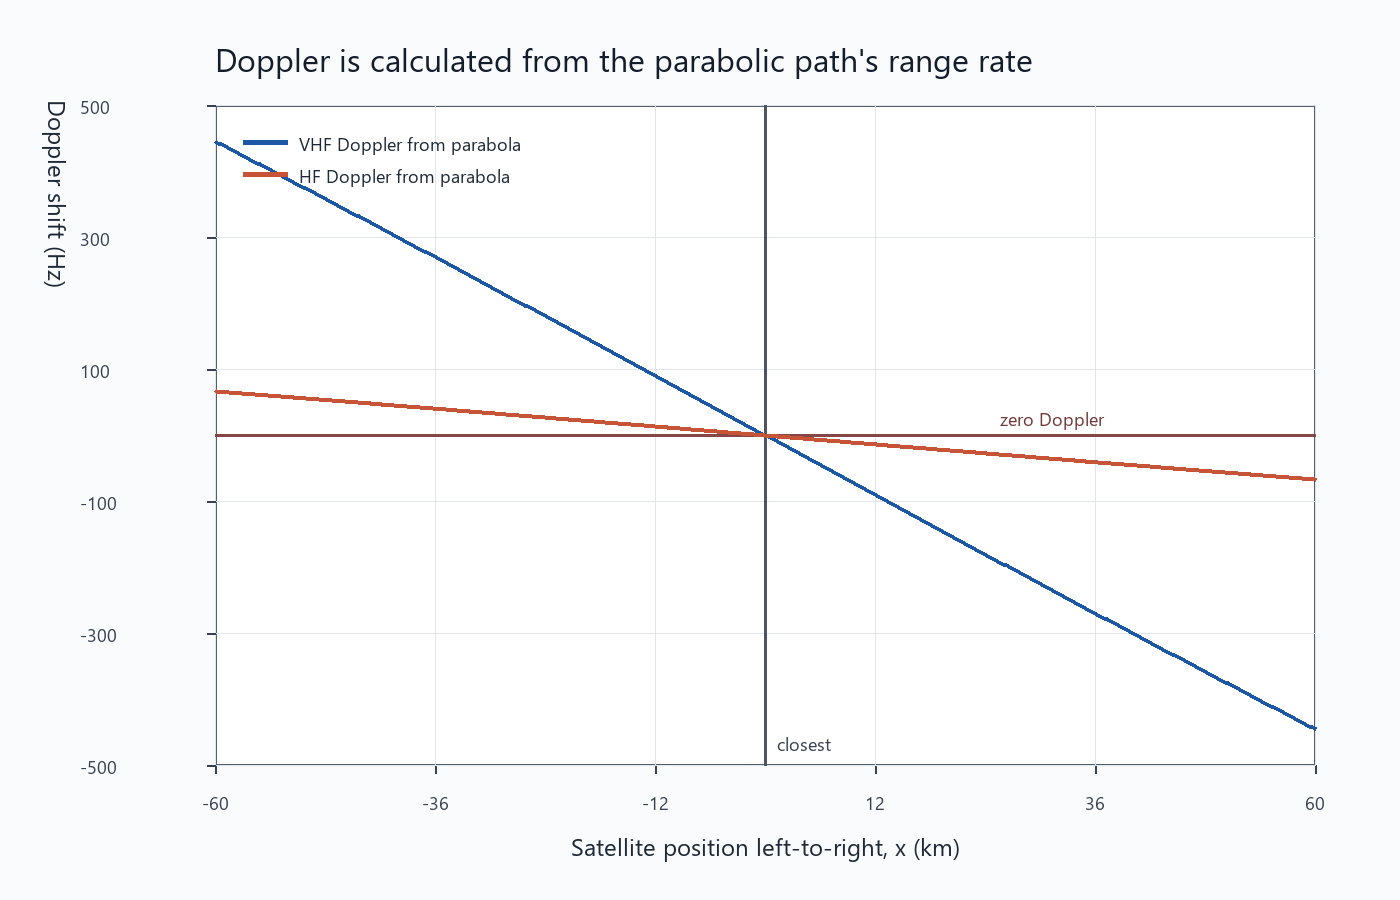 Doppler is calculated from the parabolic path's range rate
Doppler shift (Hz)
500
300
100
-100
-300
-500
VHF Doppler from parabola
HF Doppler from parabola
zero Doppler
closest
-60
-36
-12
12
36
60
Satellite position left-to-right, x (km)